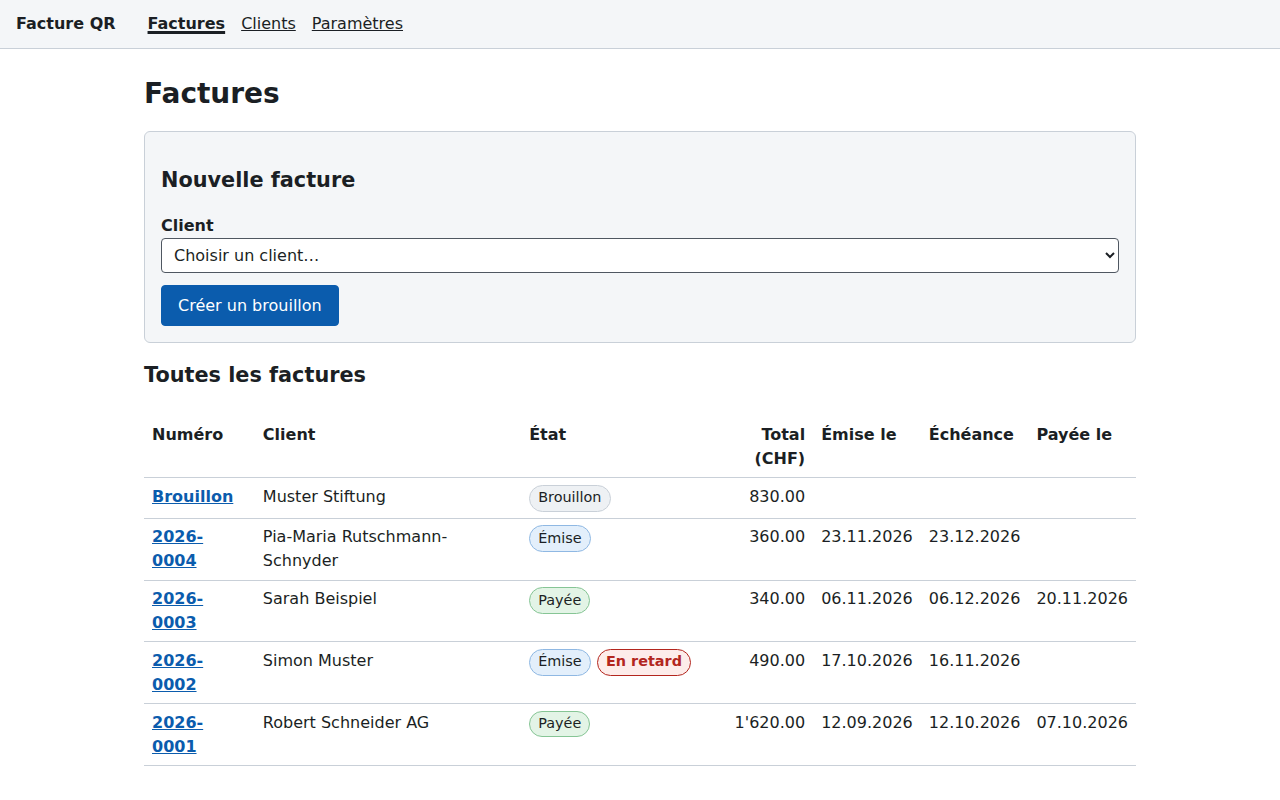 Facture QR Factures Clients Paramètres
Factures
Nouvelle facture
Client
Choisir un client…
Créer un brouillon
Toutes les factures
Numéro Client État Total (CHF) Émise le Échéance Payée le
Brouillon Muster Stiftung Brouillon 830.00
2026-0004 Pia-Maria Rutschmann-Schnyder Émise 360.00 23.11.2026 23.12.2026
2026-0003 Sarah Beispiel Payée 340.00 06.11.2026 06.12.2026 20.11.2026
2026-0002 Simon Muster Émise En retard 490.00 17.10.2026 16.11.2026
2026-0001 Robert Schneider AG Payée 1'620.00 12.09.2026 12.10.2026 07.10.2026